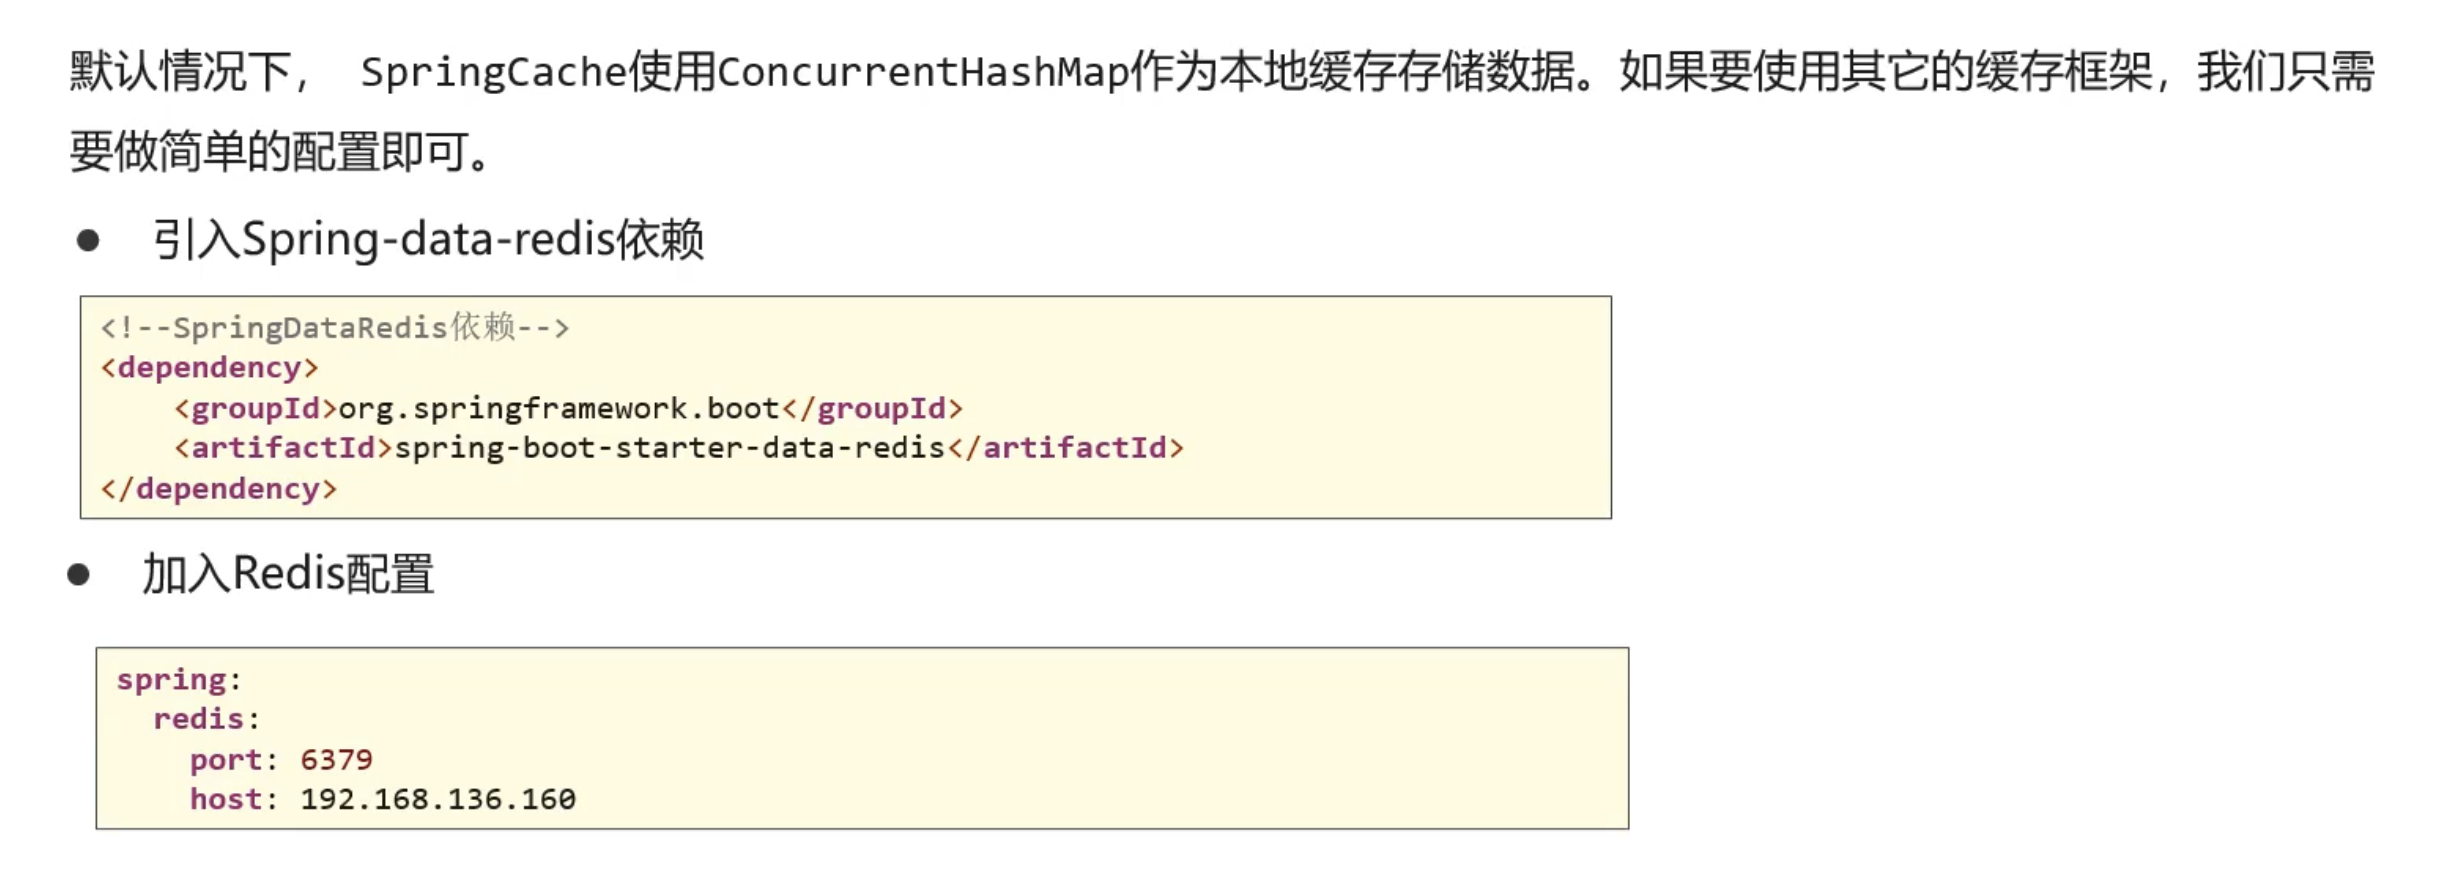 默认情况下， SpringCache使用ConcurrentHashMap作为本地缓存存储数据。如果要使用其它的缓存框架，我们只需
要做简单的配置即可。
● 引入Spring-data-redis依赖
<!--SpringDataRedis依赖-->
<dependency>
    <groupId>org.springframework.boot</groupId>
    <artifactId>spring-boot-starter-data-redis</artifactId>
</dependency>
● 加入Redis配置
spring:
  redis:
    port: 6379
    host: 192.168.136.160